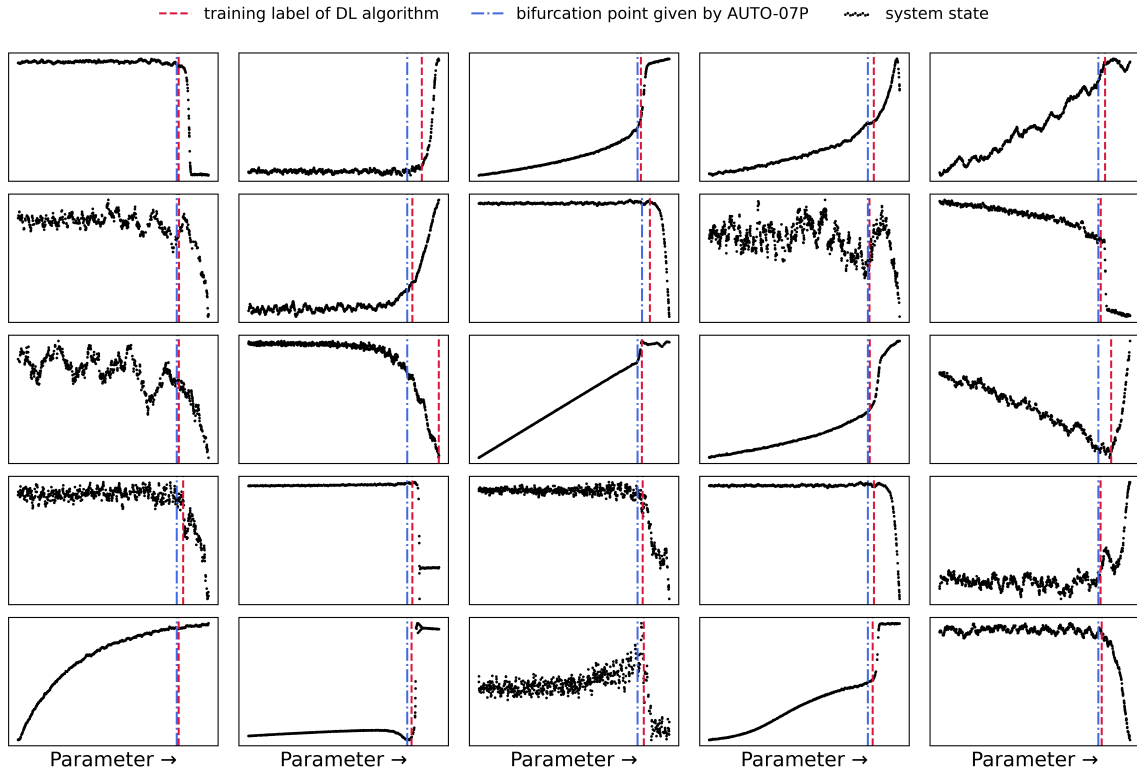 training label of DL algorithm bifurcation point given by AUTO-07P system state
Parameter → Parameter → Parameter → Parameter → Parameter →